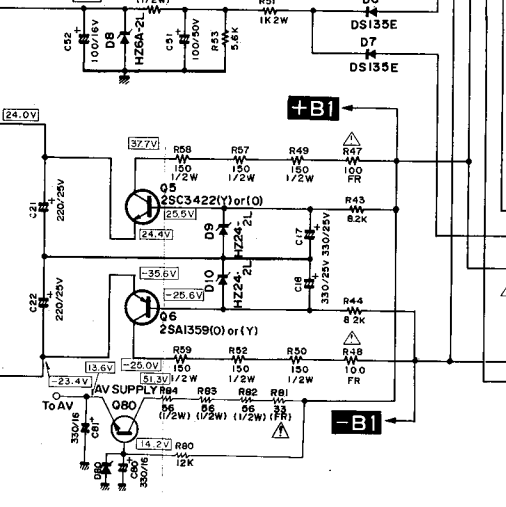 (1/2W)
R51
1K2W
DS135E
D7
DS135E
C52
100/16V
D8
HZ6A-2L
C51
100/50V
R53
5.6K
+B1
24.0V
37.7V
R58
150
1/2W
R57
150
1/2W
R49
150
1/2W
R47
100
FR
Q5
2SC3422(Y)or(O)
25.5V
24.4V
R43
8.2K
C21
220/25V
D9
HZ24-2L
C17
330/25V
-35.6V
-25.6V
D10
HZ24-2L
C18
330/25V
C22
220/25V
R44
8.2K
Q6
2SA1359(O)or(Y)
R59
150
1/2W
R52
150
1/2W
R50
150
1/2W
R48
100
FR
13.6V
-25.0V
-23.4V
51.3V
AV SUPPLY
To AV
Q80
R84
56
(1/2W)
R83
56
(1/2W)
R82
56
(1/2W)
R81
33
(FR)
-B1
330/16
C81
14.2V
R80
12K
D80
C80
330/16